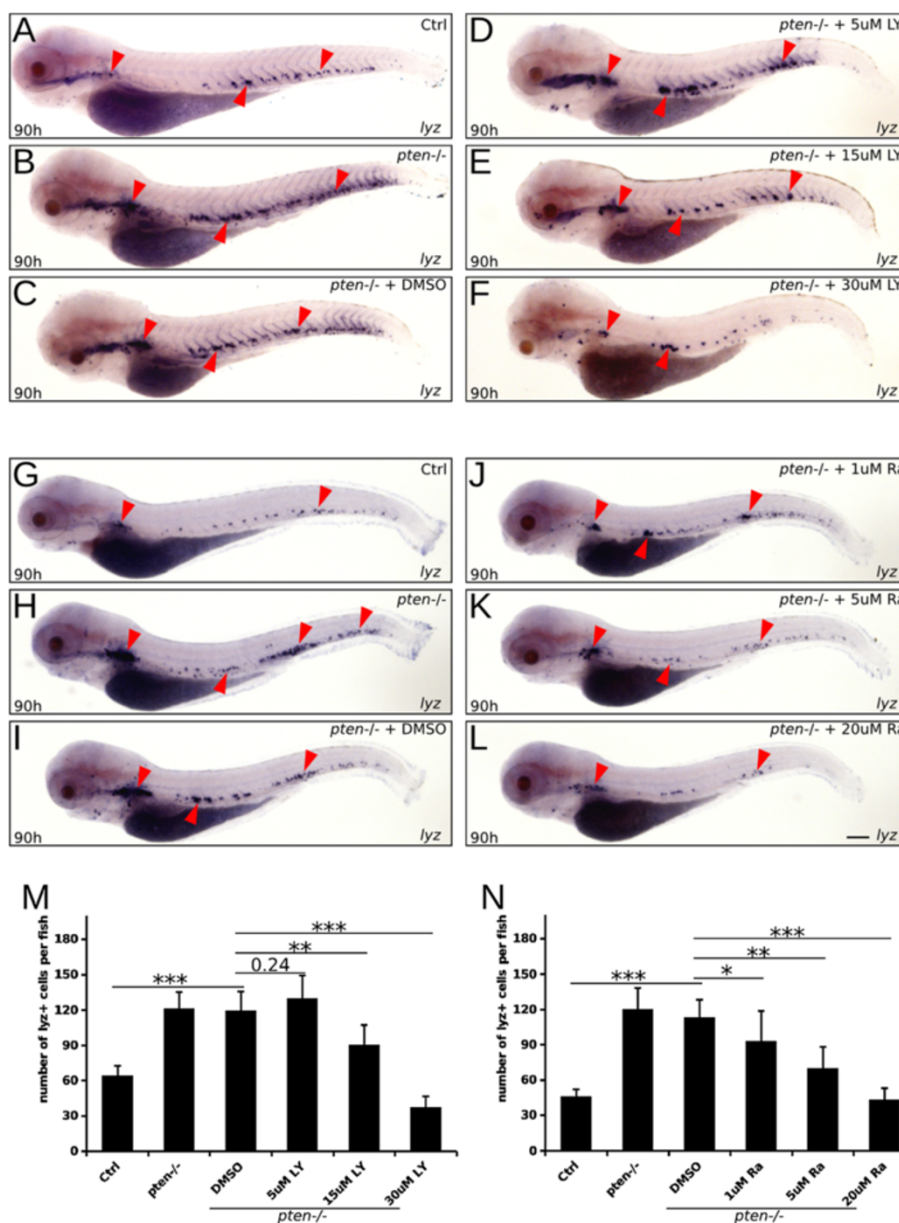 A
Ctrl
90h
lyz
B
pten-/-
90h
lyz
C
pten-/- + DMSO
90h
lyz
D
pten-/- + 5uM LY
90h
lyz
E
pten-/- + 15uM LY
90h
lyz
F
pten-/- + 30uM LY
90h
lyz
G
Ctrl
90h
lyz
H
pten-/-
90h
lyz
I
pten-/- + DMSO
90h
lyz
J
pten-/- + 1uM Ra
90h
lyz
K
pten-/- + 5uM Ra
90h
lyz
L
pten-/- + 20uM Ra
90h
lyz
M
number of lyz+ cells per fish
180
150
120
90
60
30
0
***
**
0.24
***
Ctrl
pten-/-
DMSO
5uM LY
15uM LY
30uM LY
pten-/-
N
number of lyz+ cells per fish
180
150
120
90
60
30
0
***
**
*
***
Ctrl
pten-/-
DMSO
1uM Ra
5uM Ra
20uM Ra
pten-/-